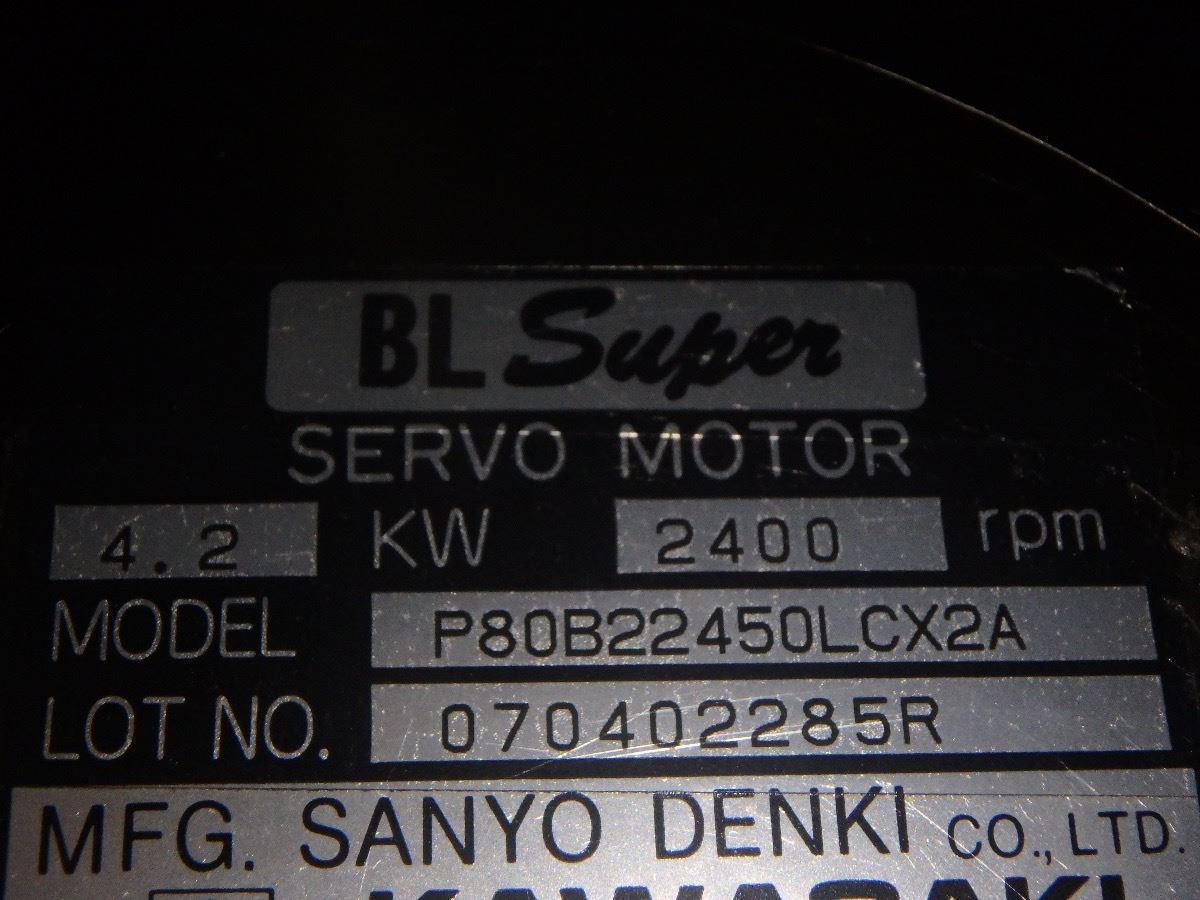 BL Super
SERVO MOTOR
4.2 KW 2400 rpm
MODEL P80B22450LCX2A
LOT NO. 070402285R
MFG. SANYO DENKI CO., LTD.
KAWASAKI